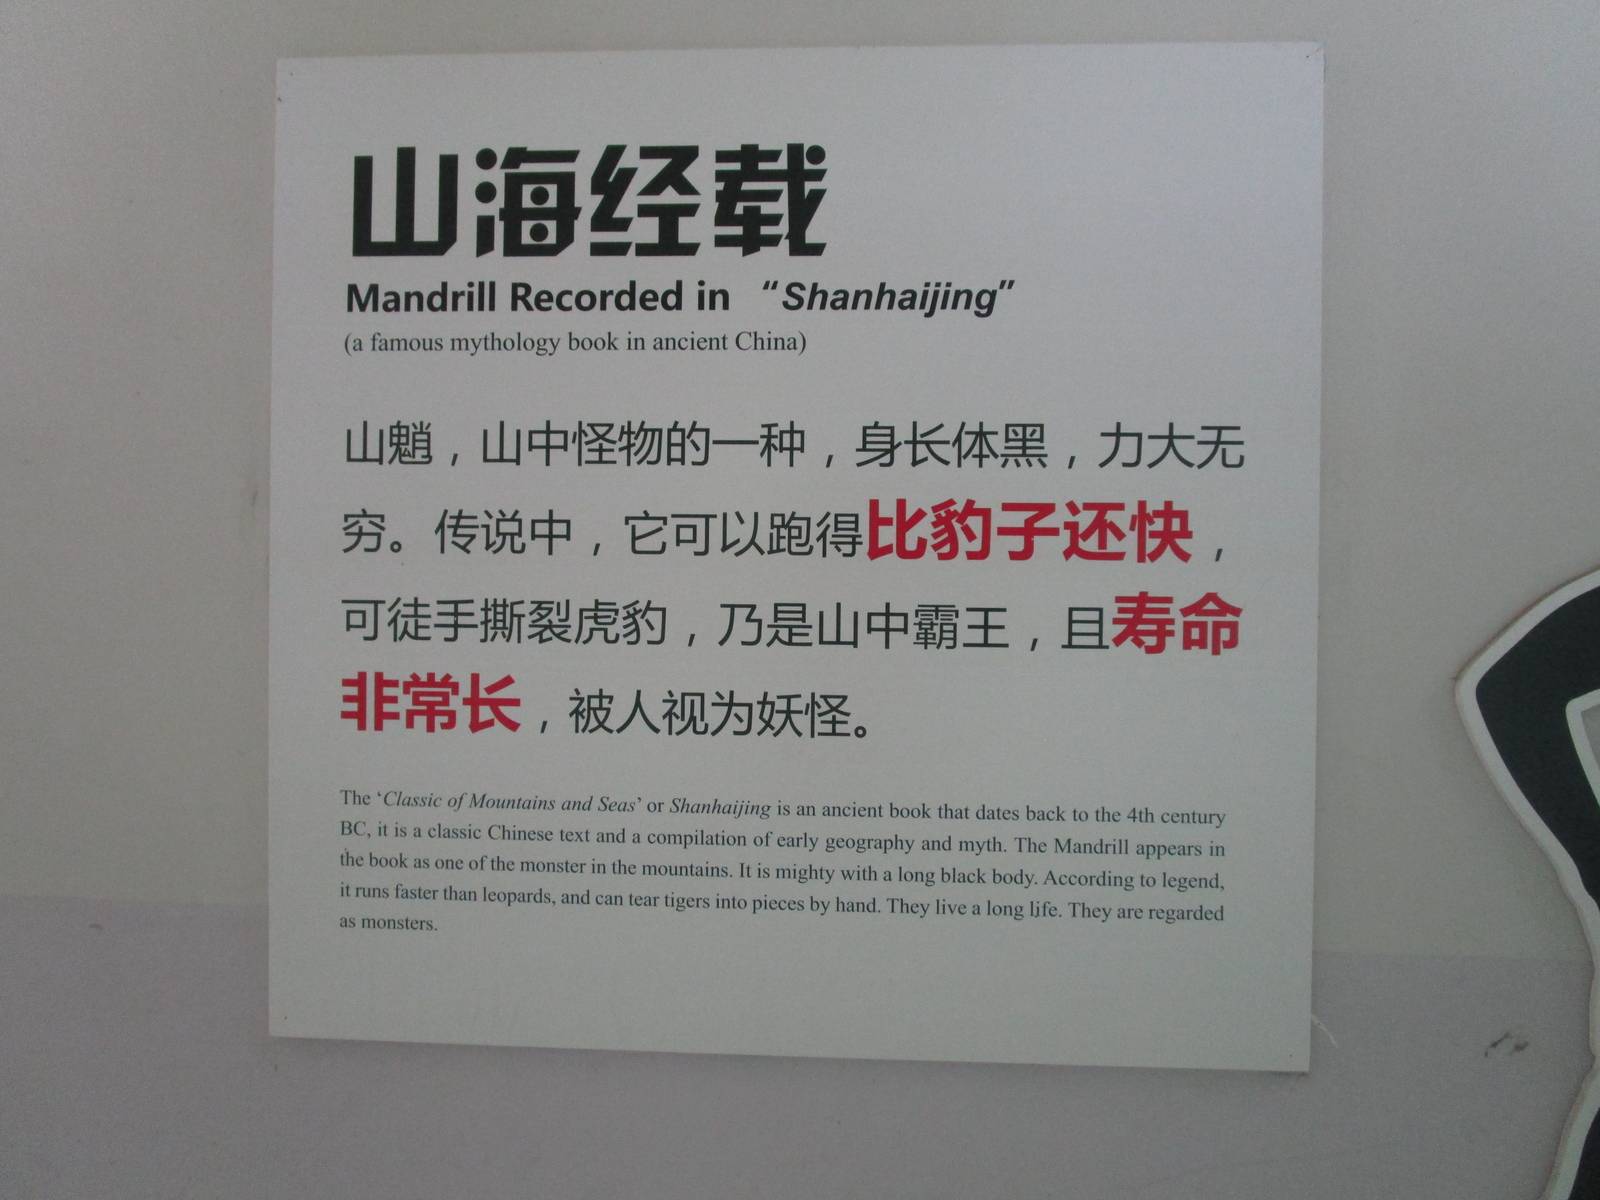 山海经载
Mandrill Recorded in “Shanhaijing”
(a famous mythology book in ancient China)
山魈，山中怪物的一种，身长体黑，力大无
穷。传说中，它可以跑得比豹子还快，
可徒手撕裂虎豹，乃是山中霸王，且寿命
非常长，被人视为妖怪。
The ‘Classic of Mountains and Seas’ or Shanhaijing is an ancient book that dates back to the 4th century
BC, it is a classic Chinese text and a compilation of early geography and myth. The Mandrill appears in
the book as one of the monster in the mountains. It is mighty with a long black body. According to legend,
it runs faster than leopards, and can tear tigers into pieces by hand. They live a long life. They are regarded
as monsters.